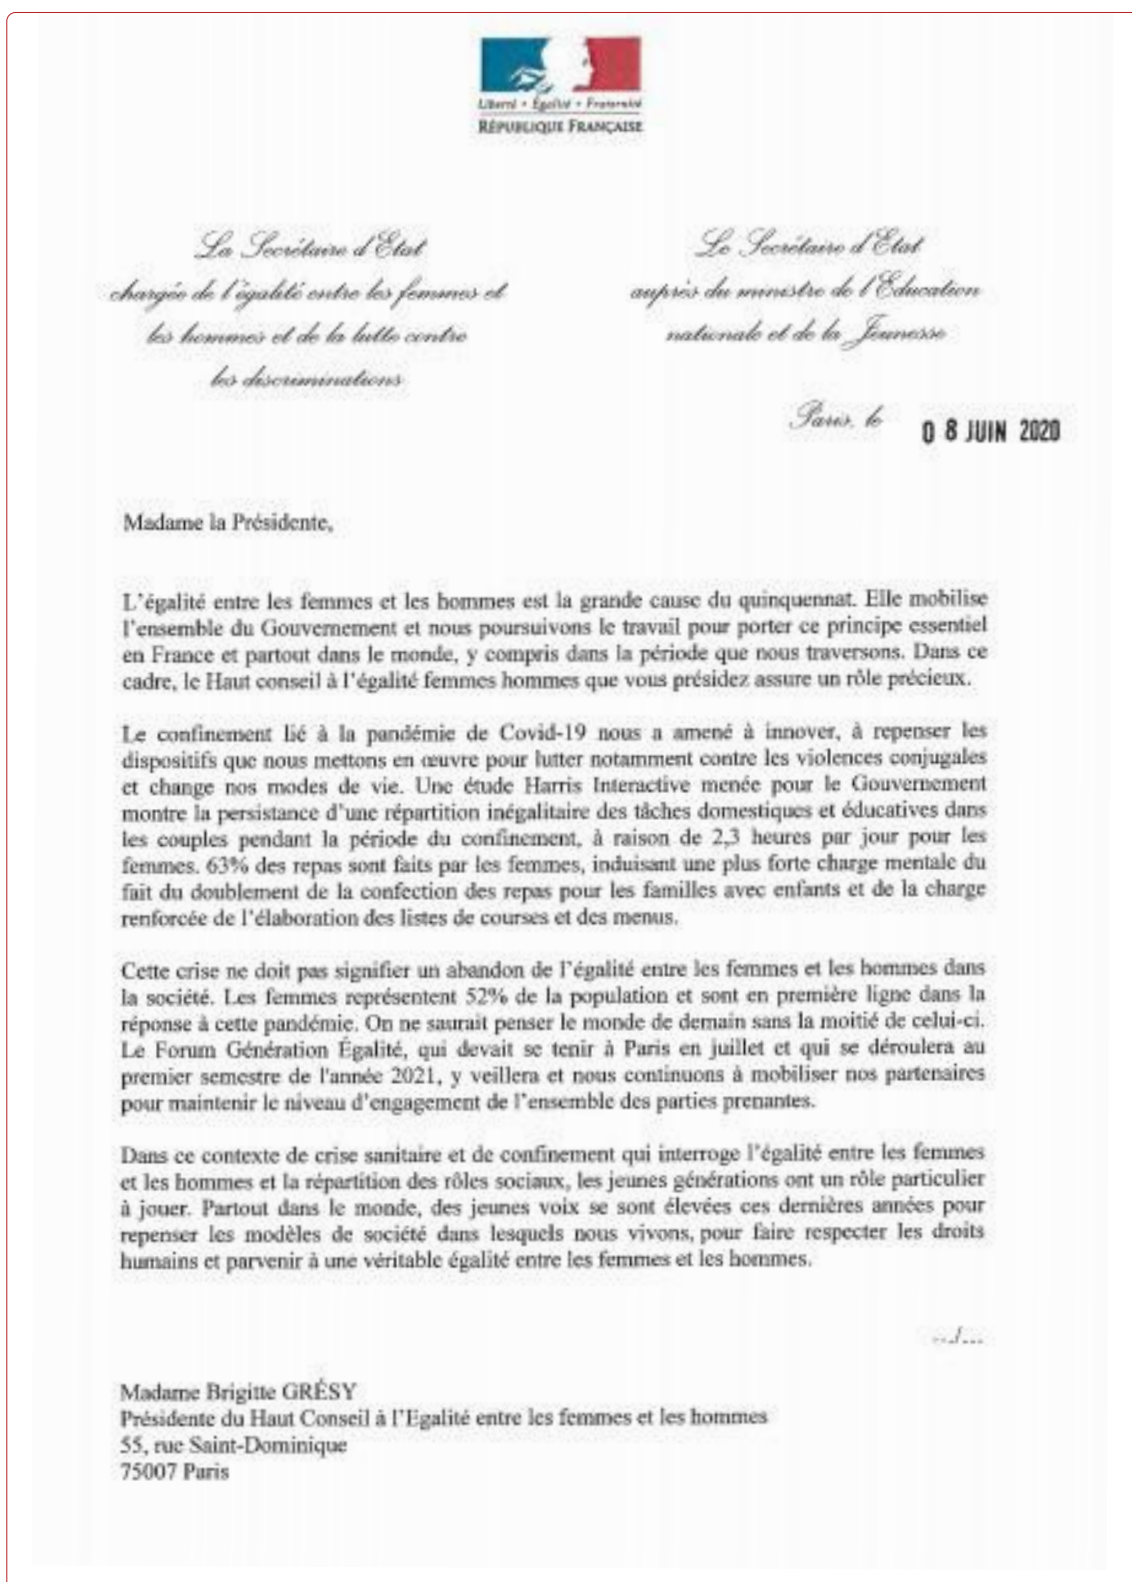 Liberté • Égalité • Fraternité
RÉPUBLIQUE FRANÇAISE
La Secrétaire d'Etat
chargée de l'égalité entre les femmes et
les hommes et de la lutte contre
les discriminations
Le Secrétaire d'Etat
auprès du ministre de l'Education
nationale et de la Jeunesse
Paris, le 08 JUIN 2020
Madame la Présidente,
L'égalité entre les femmes et les hommes est la grande cause du quinquennat. Elle mobilise
l'ensemble du Gouvernement et nous poursuivons le travail pour porter ce principe essentiel
en France et partout dans le monde, y compris dans la période que nous traversons. Dans ce
cadre, le Haut conseil à l'égalité femmes hommes que vous présidez assure un rôle précieux.
Le confinement lié à la pandémie de Covid-19 nous a amené à innover, à repenser les
dispositifs que nous mettons en œuvre pour lutter notamment contre les violences conjugales
et change nos modes de vie. Une étude Harris Interactive menée pour le Gouvernement
montre la persistance d'une répartition inégalitaire des tâches domestiques et éducatives dans
les couples pendant la période du confinement, à raison de 2,3 heures par jour pour les
femmes. 63% des repas sont faits par les femmes, induisant une plus forte charge mentale du
fait du doublement de la confection des repas pour les familles avec enfants et de la charge
renforcée de l'élaboration des listes de courses et des menus.
Cette crise ne doit pas signifier un abandon de l'égalité entre les femmes et les hommes dans
la société. Les femmes représentent 52% de la population et sont en première ligne dans la
réponse à cette pandémie. On ne saurait penser le monde de demain sans la moitié de celui-ci.
Le Forum Génération Égalité, qui devait se tenir à Paris en juillet et qui se déroulera au
premier semestre de l'année 2021, y veillera et nous continuons à mobiliser nos partenaires
pour maintenir le niveau d'engagement de l'ensemble des parties prenantes.
Dans ce contexte de crise sanitaire et de confinement qui interroge l'égalité entre les femmes
et les hommes et la répartition des rôles sociaux, les jeunes générations ont un rôle particulier
à jouer. Partout dans le monde, des jeunes voix se sont élevées ces dernières années pour
repenser les modèles de société dans lesquels nous vivons, pour faire respecter les droits
humains et parvenir à une véritable égalité entre les femmes et les hommes.
.../...
Madame Brigitte GRÉSY
Présidente du Haut Conseil à l'Egalité entre les femmes et les hommes
55, rue Saint-Dominique
75007 Paris